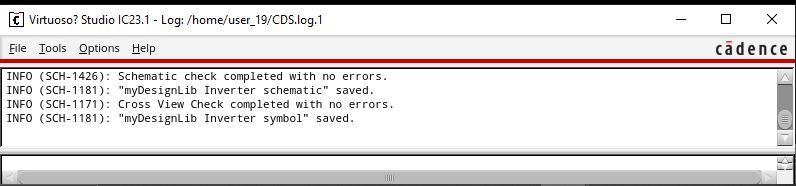 Virtuoso? Studio IC23.1 - Log: /home/user_19/CDS.log.1
File Tools Options Help
cādence
INFO (SCH-1426): Schematic check completed with no errors.
INFO (SCH-1181): "myDesignLib Inverter schematic" saved.
INFO (SCH-1171): Cross View Check completed with no errors.
INFO (SCH-1181): "myDesignLib Inverter symbol" saved.